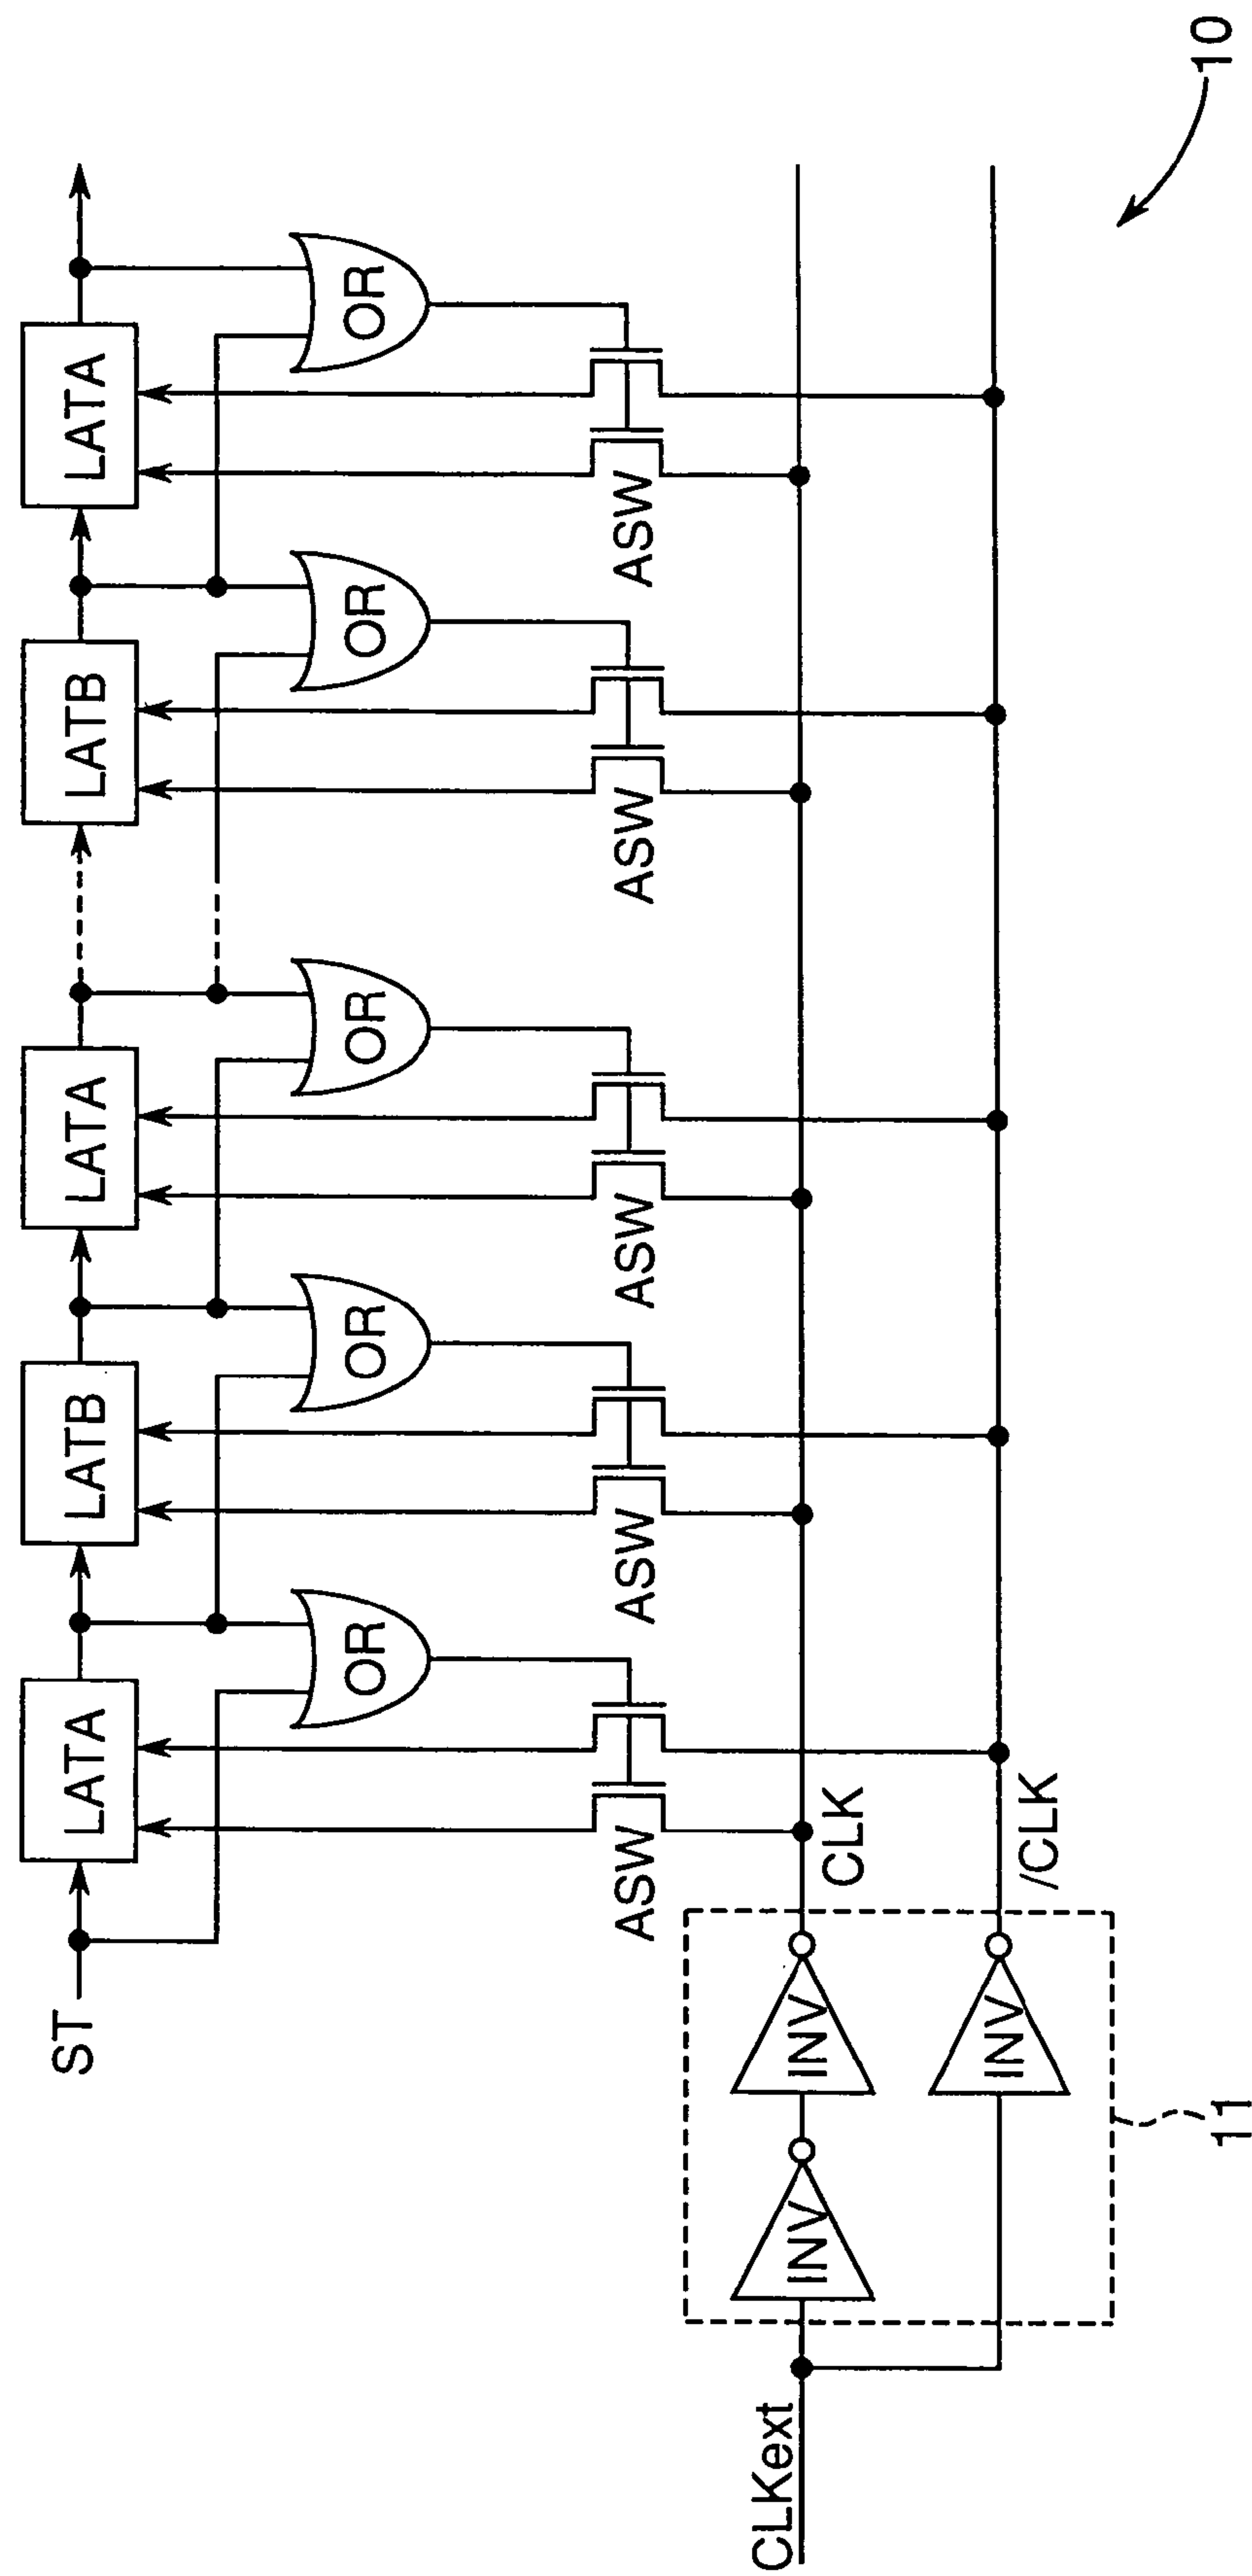 10
LATA
LATB
LATA
LATB
LATA
OR
OR
OR
OR
OR
ASW
ASW
ASW
ASW
ASW
ST
CLK
/CLK
INV
INV
INV
11
CLKext